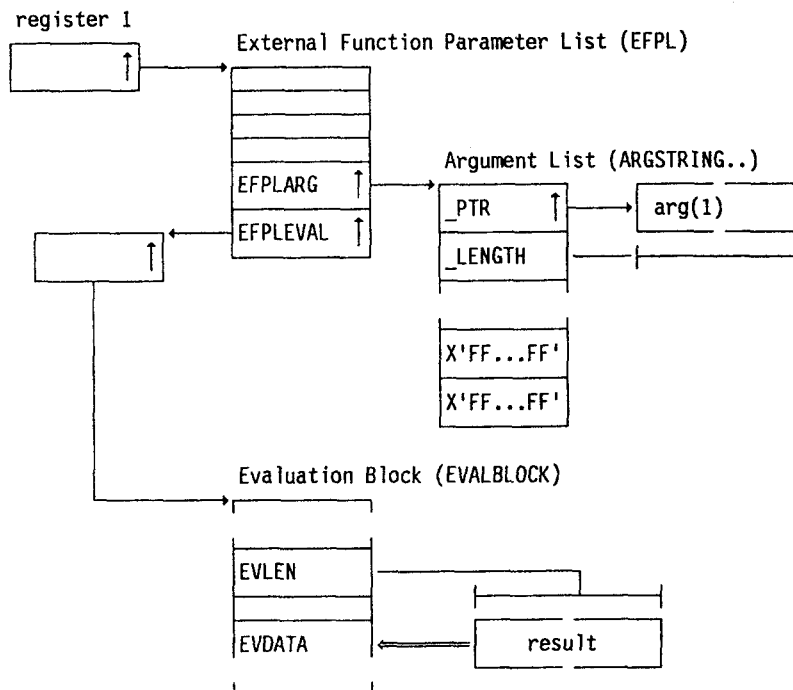 register 1
External Function Parameter List (EFPL)
Argument List (ARGSTRING..)
EFPLARG
_PTR
arg(1)
EFPLEVAL
_LENGTH
X'FF...FF'
X'FF...FF'
Evaluation Block (EVALBLOCK)
EVLEN
EVDATA
result